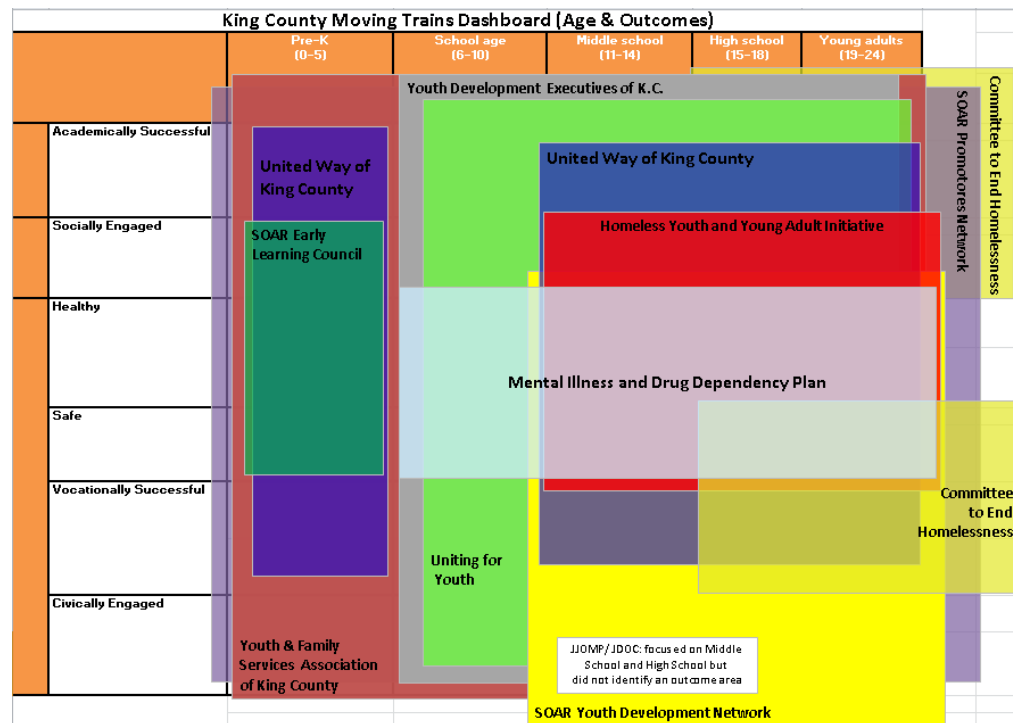 King County Moving Trains Dashboard (Age & Outcomes)
Pre-K
(0-5)
School age
(6-10)
Middle school
(11-14)
High school
(15-18)
Young adults
(19-24)
Youth Development Executives of K.C.
Academically Successful
United Way of
King County
United Way of King County
SOAR Promotores Network
Committee to End Homelessness
Socially Engaged
SOAR Early
Learning Council
Homeless Youth and Young Adult Initiative
Healthy
Mental Illness and Drug Dependency Plan
Safe
Vocationally Successful
Committee
to End
Homelessness
Uniting for
Youth
Civically Engaged
Youth & Family
Services Association
of King County
JJOMP/JDOC: focused on Middle
School and High School but
did not identify an outcome area
SOAR Youth Development Network